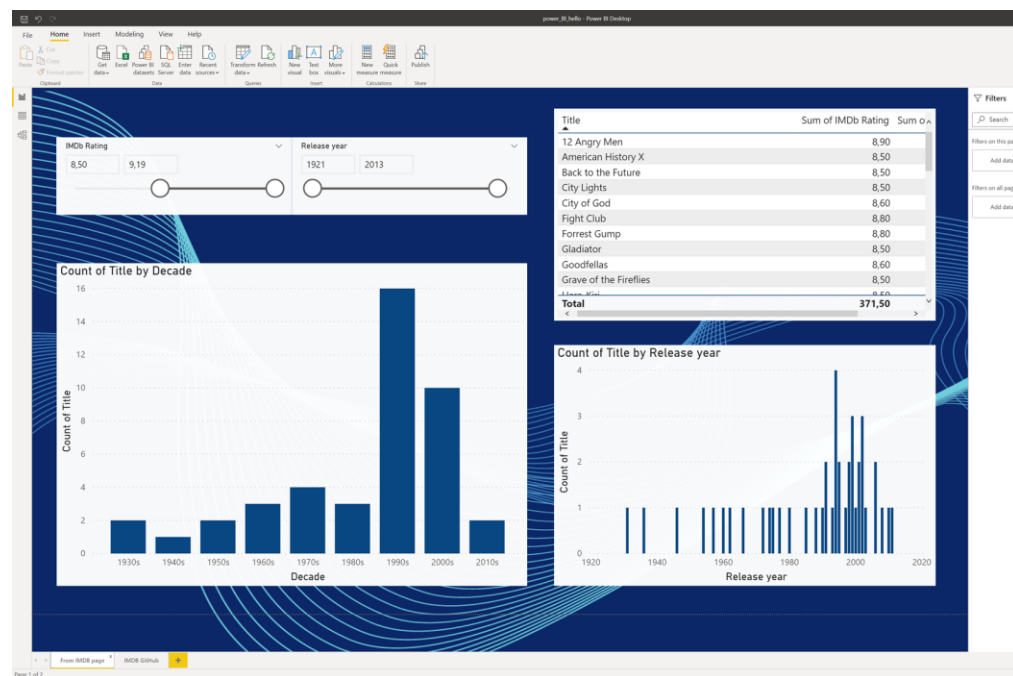 power_BI_hello - Power BI Desktop
File Home Insert Modeling View Help
Paste
Cut
Copy
Format painter
Get data
Excel
Power BI datasets
SQL Server
Enter data
Recent sources
Transform data
Refresh
New visual
Text box
More visuals
New measure
Quick measure
Publish
Clipboard Data Queries Insert Calculations Share
IMDb Rating
8,50 9,19
Release year
1921 2013
Title Sum of IMDb Rating Sum o
12 Angry Men 8,90
American History X 8,50
Back to the Future 8,50
City Lights 8,50
City of God 8,60
Fight Club 8,80
Forrest Gump 8,80
Gladiator 8,50
Goodfellas 8,60
Grave of the Fireflies 8,50
Total 371,50
Count of Title by Decade
Count of Title
16
14
12
10
8
6
4
2
0
1930s 1940s 1950s 1960s 1970s 1980s 1990s 2000s 2010s
Decade
Count of Title by Release year
Count of Title
4
3
2
1
0
1920 1940 1960 1980 2000 2020
Release year
Filters
Search
Filters on this pa
Add data
Filters on all pag
Add data
From IMDB page IMDB GitHub +
Page 1 of 2